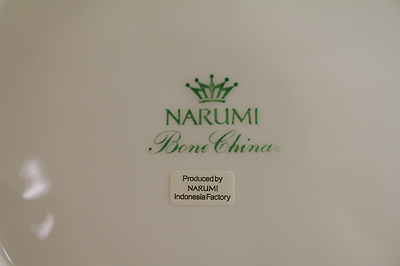 NARUMI
Bone China®
Produced by
NARUMI
Indonesia Factory